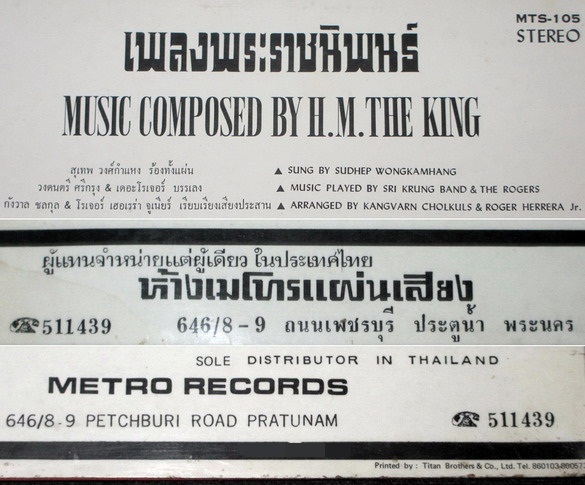 MTS-105
STEREO
เพลงพระราชนิพนธ์
MUSIC COMPOSED BY H.M. THE KING
สุเทพ วงศ์กำแหง ร้องทั้งแผ่น
▲ SUNG BY SUDHEP WONGKAMHANG
วงดนตรี ศรีกรุง & เดอะโรเจอร์ บรรเลง
▲ MUSIC PLAYED BY SRI KRUNG BAND & THE ROGERS
กังวาล ชลกุล & โรเจอร์ เฮอเรร่า จูเนียร์ เรียบเรียงเสียงประสาน
▲ ARRANGED BY KANGVARN CHOLKULS & ROGER HERRERA Jr.
ผู้แทนจำหน่ายแต่ผู้เดียว ในประเทศไทย
ห้างเมโทรแผ่นเสียง
☎ 511439 646/8-9 ถนนเพชรบุรี ประตูน้ำ พระนคร
SOLE DISTRIBUTOR IN THAILAND
METRO RECORDS
646/8-9 PETCHBURI ROAD PRATUNAM ☎ 511439
Printed by : Titan Brothers & Co., Ltd. Tel. 860103